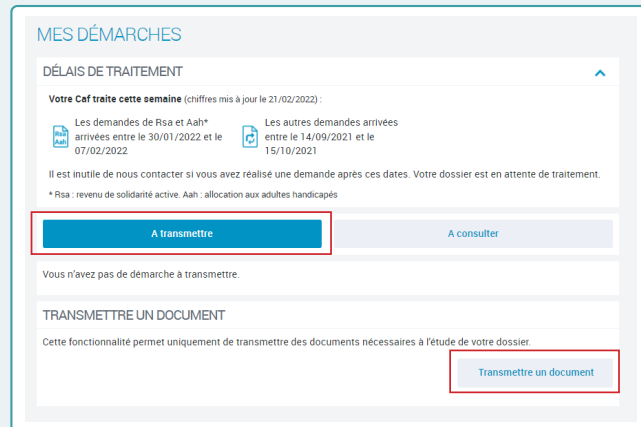 MES DÉMARCHES
DÉLAIS DE TRAITEMENT
Votre Caf traite cette semaine (chiffres mis à jour le 21/02/2022) :
Rsa
Aah
Les demandes de Rsa et Aah*
arrivées entre le 30/01/2022 et le
07/02/2022
Les autres demandes arrivées
entre le 14/09/2021 et le
15/10/2021
Il est inutile de nous contacter si vous avez réalisé une demande après ces dates. Votre dossier est en attente de traitement.
* Rsa : revenu de solidarité active. Aah : allocation aux adultes handicapés
A transmettre
A consulter
Vous n'avez pas de démarche à transmettre.
TRANSMETTRE UN DOCUMENT
Cette fonctionnalité permet uniquement de transmettre des documents nécessaires à l'étude de votre dossier.
Transmettre un document